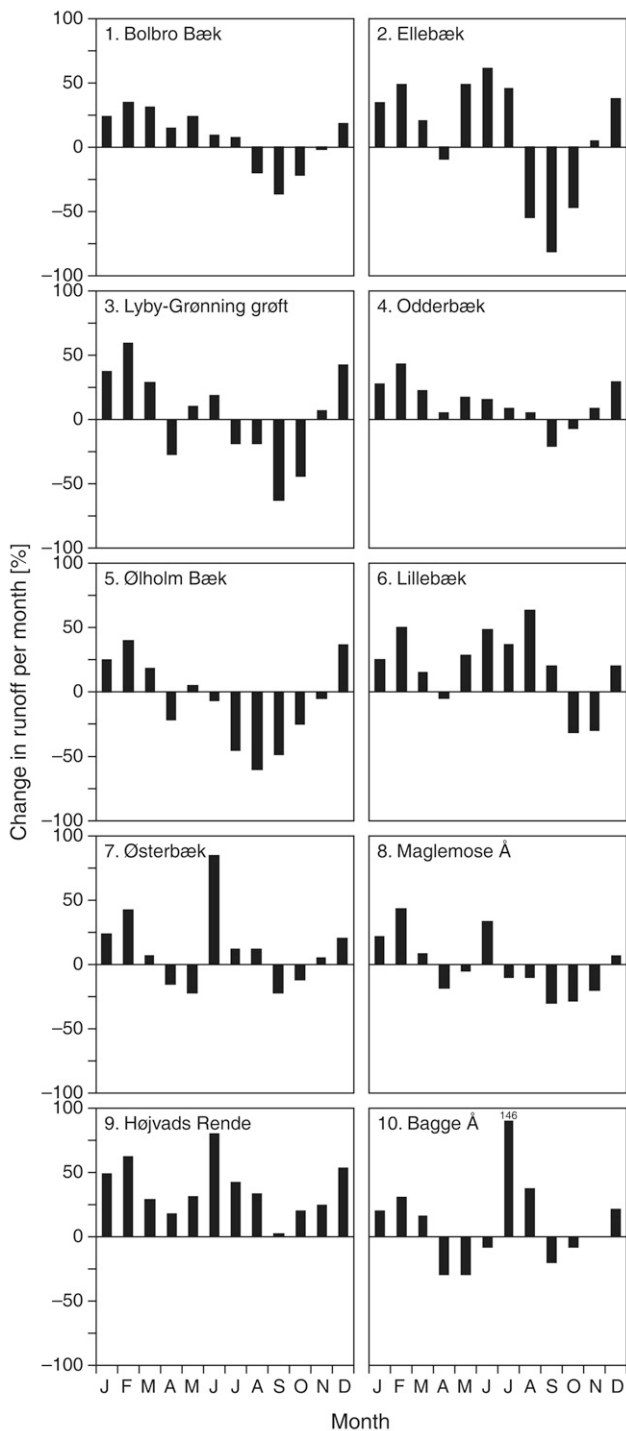 Change in runoff per month [%]
100
50
0
−50
−100
1. Bolbro Bæk
2. Ellebæk
100
50
0
−50
−100
3. Lyby-Grønning grøft
4. Odderbæk
100
50
0
−50
−100
5. Ølholm Bæk
6. Lillebæk
100
50
0
−50
−100
7. Østerbæk
8. Maglemose Å
100
50
0
−50
−100
9. Højvads Rende
10. Bagge Å
146
J F M A M J J A S O N D
J F M A M J J A S O N D
Month